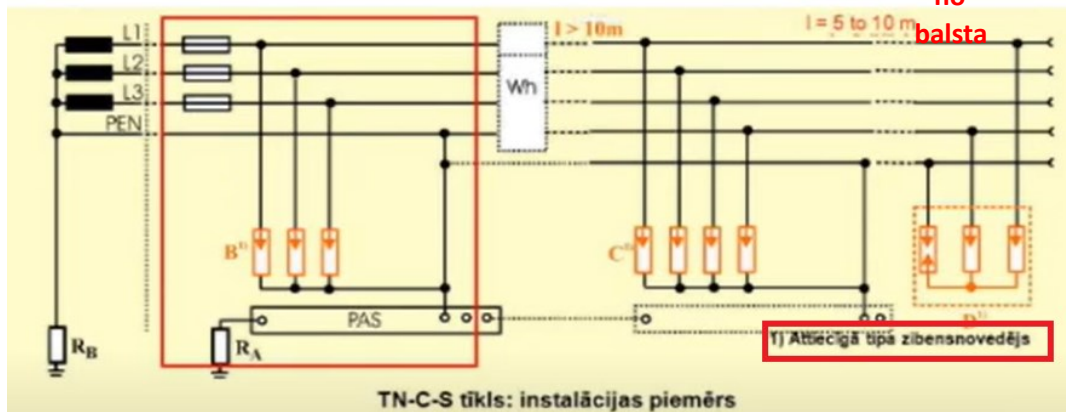 no
balsta
l > 10m
l = 5 to 10 m
L1
L2
L3
PEN
Wh
B¹⁾
C¹⁾
D¹⁾
PAS
R_B
R_A
1) Attiecīgā tipa zibensnovedējs
TN-C-S tīkls: instalācijas piemērs